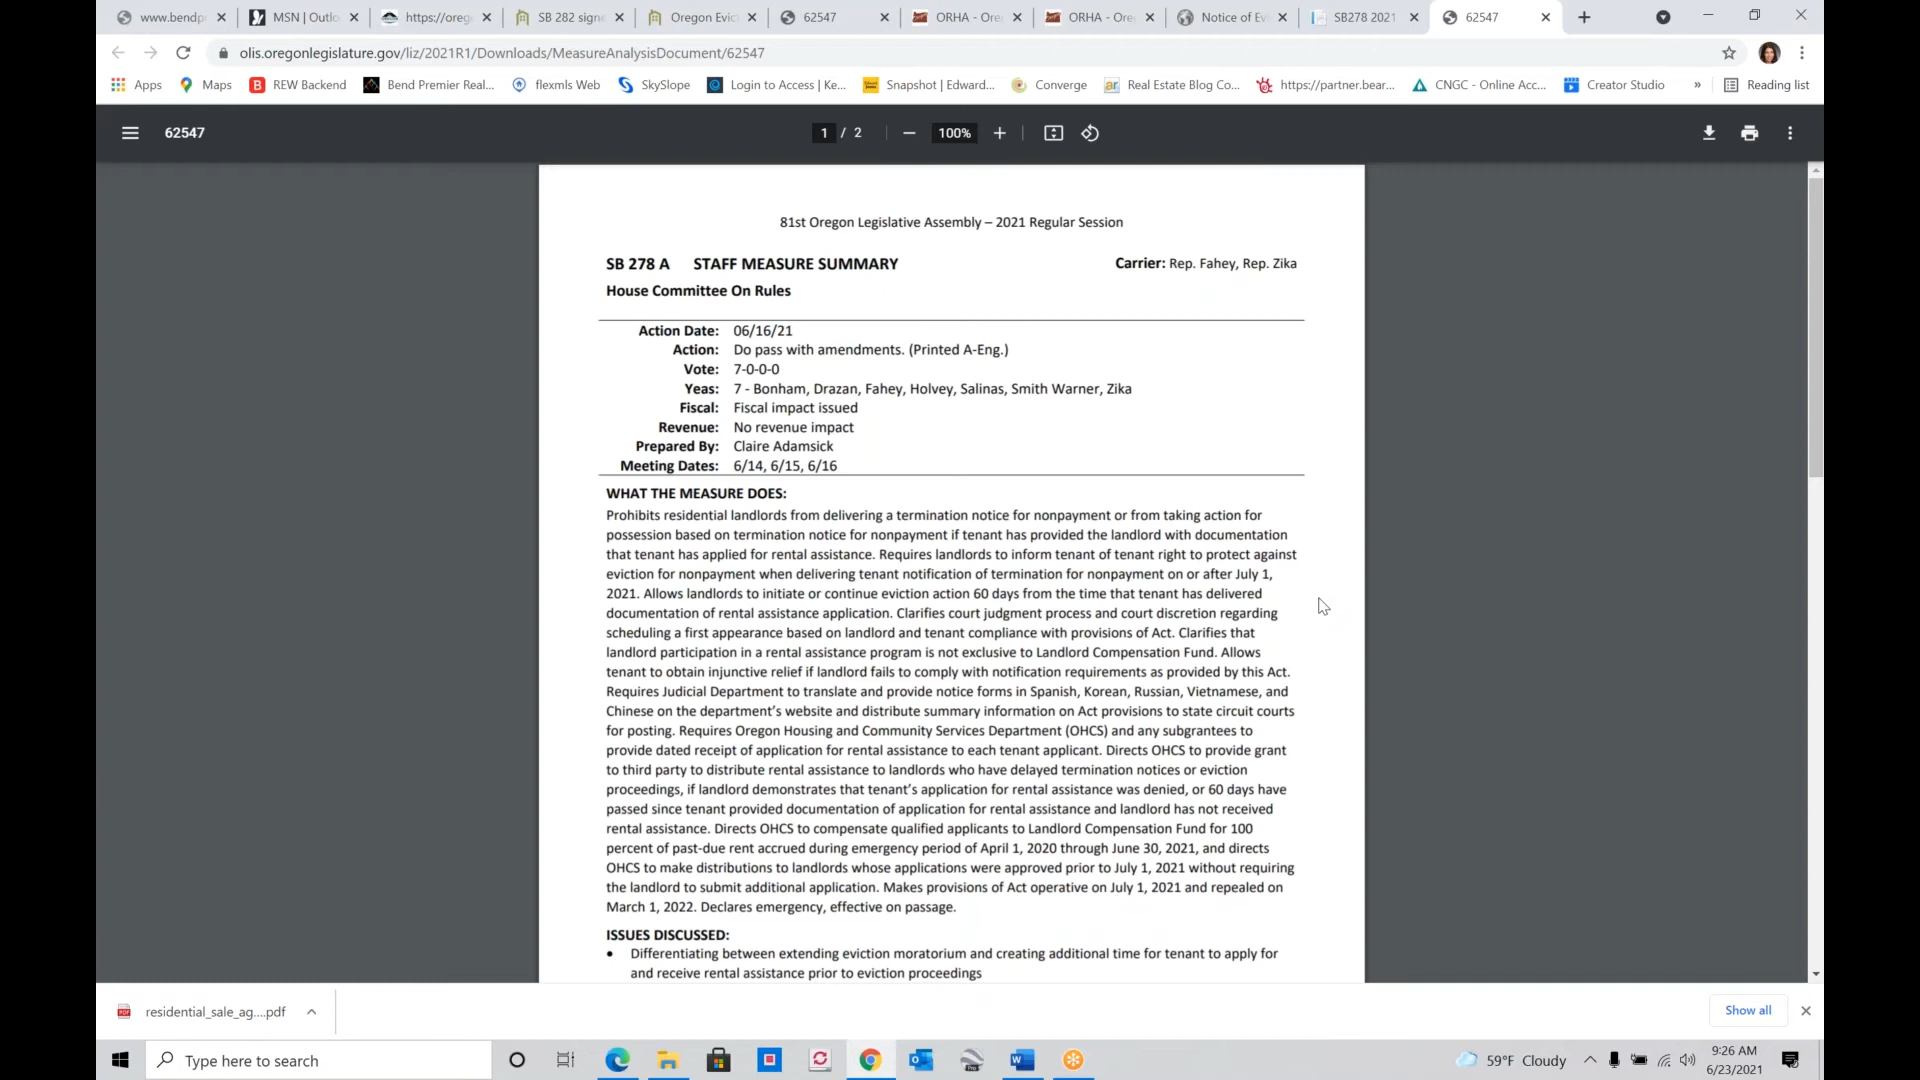 www.bendp
MSN | Outlo
https://oreg
SB 282 signe
Oregon Evic
62547
ORHA - Ore
ORHA - Ore
Notice of Ev
SB278 2021
62547
olis.oregonlegislature.gov/liz/2021R1/Downloads/MeasureAnalysisDocument/62547
Apps
Maps
REW Backend
Bend Premier Real...
flexmls Web
SkySlope
Login to Access | Ke...
Snapshot | Edward...
Converge
Real Estate Blog Co...
https://partner.bear...
CNGC - Online Acc...
Creator Studio
»
Reading list
62547
1 / 2
100%
81st Oregon Legislative Assembly – 2021 Regular Session
SB 278 A STAFF MEASURE SUMMARY
Carrier: Rep. Fahey, Rep. Zika
House Committee On Rules
Action Date: 06/16/21
Action: Do pass with amendments. (Printed A-Eng.)
Vote: 7-0-0-0
Yeas: 7 - Bonham, Drazan, Fahey, Holvey, Salinas, Smith Warner, Zika
Fiscal: Fiscal impact issued
Revenue: No revenue impact
Prepared By: Claire Adamsick
Meeting Dates: 6/14, 6/15, 6/16
WHAT THE MEASURE DOES:
Prohibits residential landlords from delivering a termination notice for nonpayment or from taking action for
possession based on termination notice for nonpayment if tenant has provided the landlord with documentation
that tenant has applied for rental assistance. Requires landlords to inform tenant of tenant right to protect against
eviction for nonpayment when delivering tenant notification of termination for nonpayment on or after July 1,
2021. Allows landlords to initiate or continue eviction action 60 days from the time that tenant has delivered
documentation of rental assistance application. Clarifies court judgment process and court discretion regarding
scheduling a first appearance based on landlord and tenant compliance with provisions of Act. Clarifies that
landlord participation in a rental assistance program is not exclusive to Landlord Compensation Fund. Allows
tenant to obtain injunctive relief if landlord fails to comply with notification requirements as provided by this Act.
Requires Judicial Department to translate and provide notice forms in Spanish, Korean, Russian, Vietnamese, and
Chinese on the department's website and distribute summary information on Act provisions to state circuit courts
for posting. Requires Oregon Housing and Community Services Department (OHCS) and any subgrantees to
provide dated receipt of application for rental assistance to each tenant applicant. Directs OHCS to provide grant
to third party to distribute rental assistance to landlords who have delayed termination notices or eviction
proceedings, if landlord demonstrates that tenant's application for rental assistance was denied, or 60 days have
passed since tenant provided documentation of application for rental assistance and landlord has not received
rental assistance. Directs OHCS to compensate qualified applicants to Landlord Compensation Fund for 100
percent of past-due rent accrued during emergency period of April 1, 2020 through June 30, 2021, and directs
OHCS to make distributions to landlords whose applications were approved prior to July 1, 2021 without requiring
the landlord to submit additional application. Makes provisions of Act operative on July 1, 2021 and repealed on
March 1, 2022. Declares emergency, effective on passage.
ISSUES DISCUSSED:
• Differentiating between extending eviction moratorium and creating additional time for tenant to apply for
and receive rental assistance prior to eviction proceedings
residential_sale_ag....pdf
Show all
Type here to search
59°F Cloudy
9:26 AM
6/23/2021